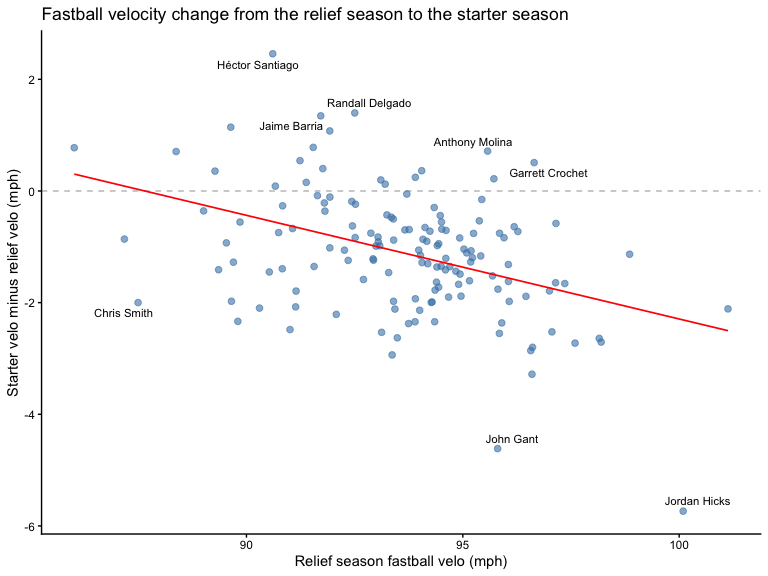 Fastball velocity change from the relief season to the starter season
Héctor Santiago
2
Randall Delgado
Jaime Barria
Anthony Molina
Garrett Crochet
0
Starter velo minus relief velo (mph)
-2
Chris Smith
-4
John Gant
Jordan Hicks
-6
90
95
100
Relief season fastball velo (mph)